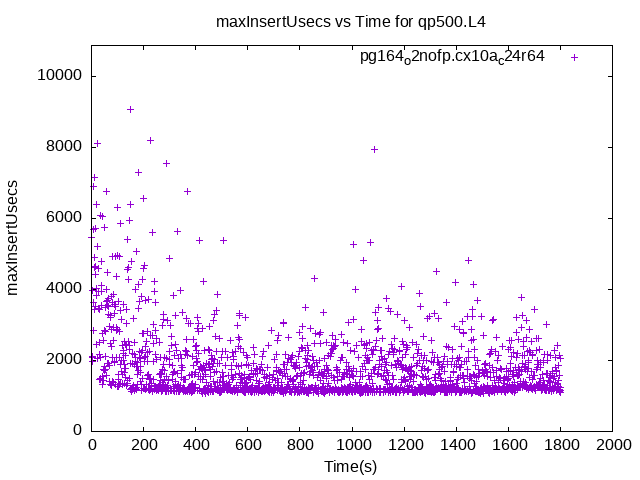 maxInsertUsecs vs Time for qp500.L4
pg164o2nofp.cx10ac24r64
maxInsertUsecs
10000
8000
6000
4000
2000
0
0 200 400 600 800 1000 1200 1400 1600 1800 2000
Time(s)